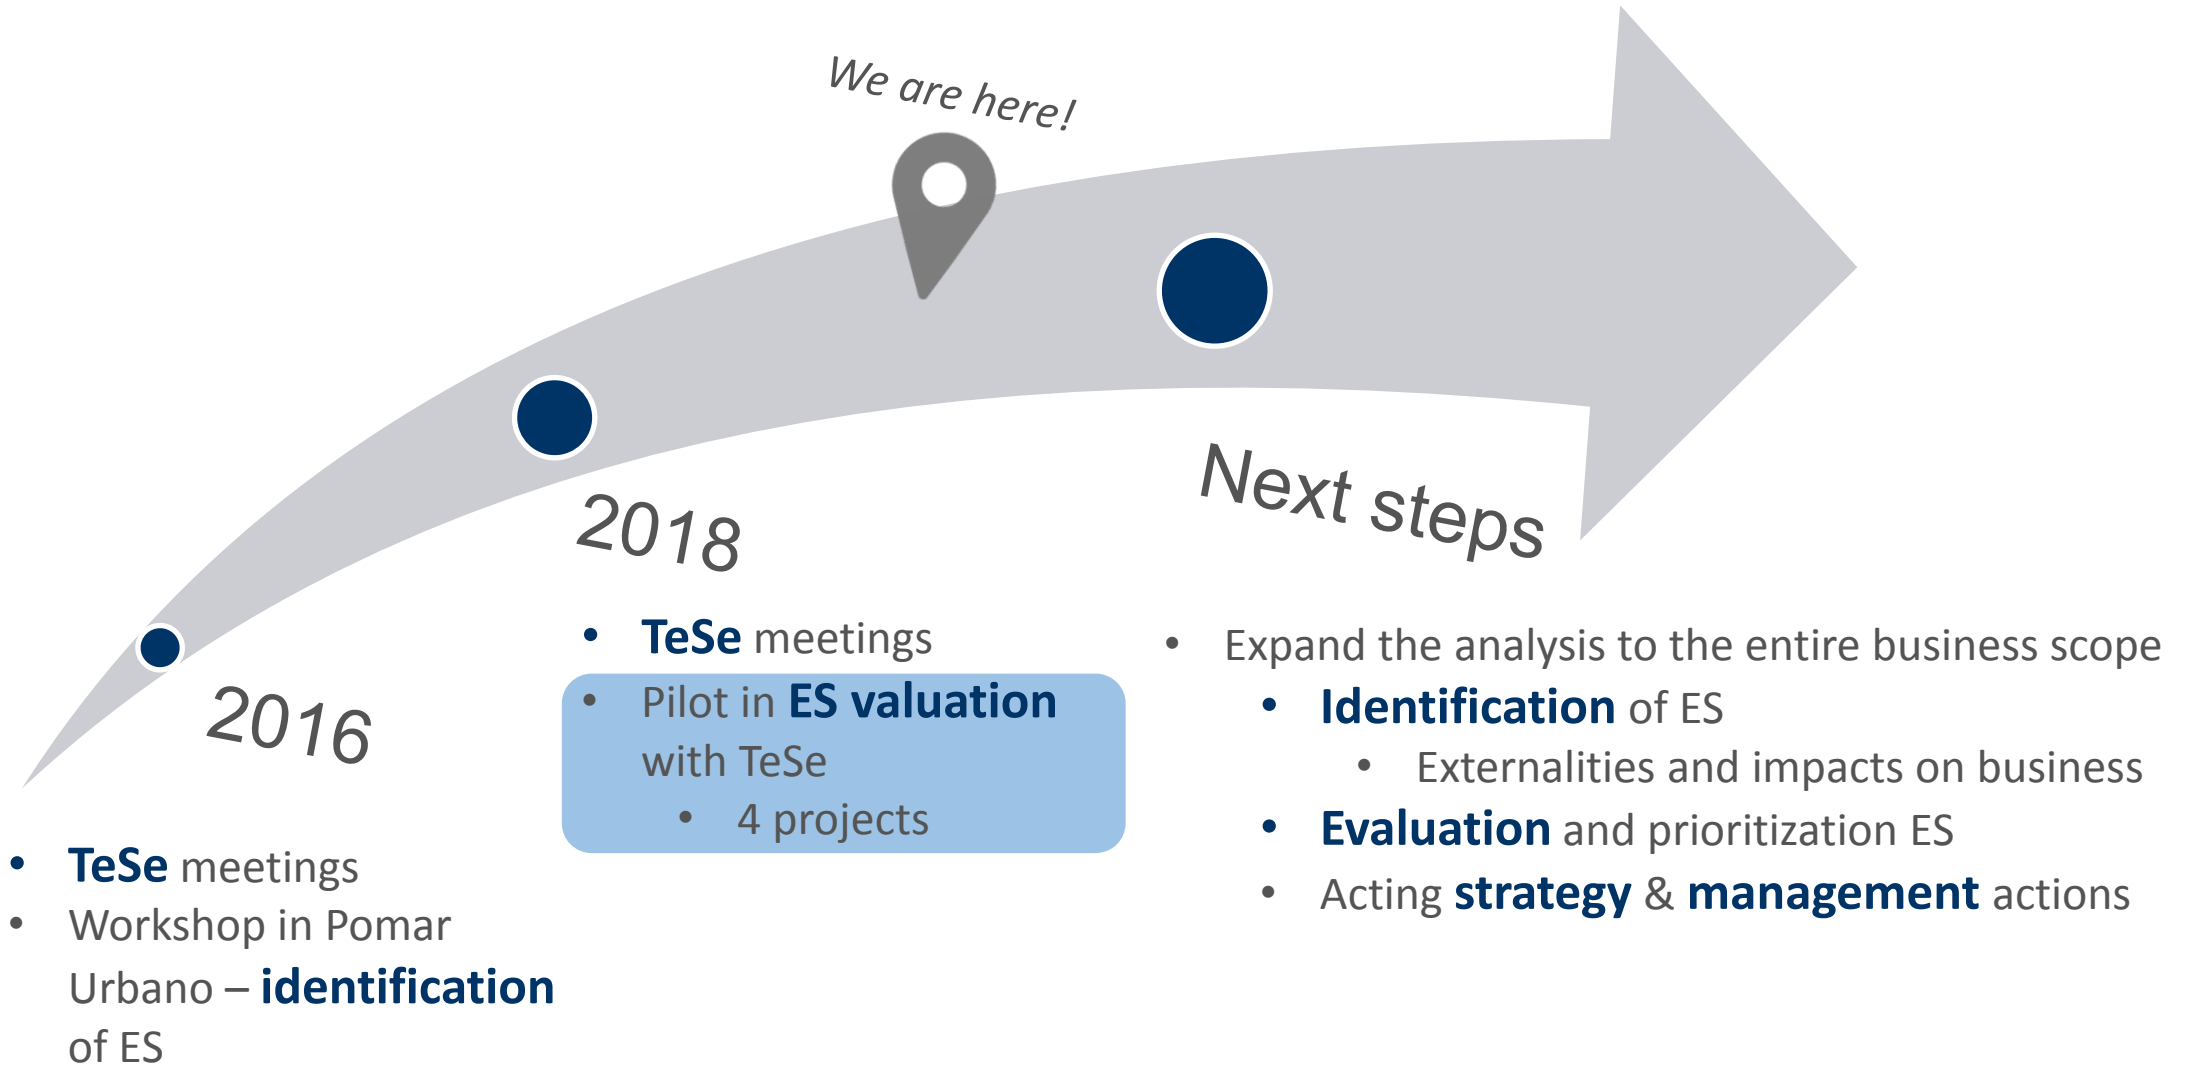 We are here!
2016
• TeSe meetings
• Workshop in Pomar
Urbano – identification
of ES
2018
• TeSe meetings
• Pilot in ES valuation
with TeSe
• 4 projects
Next steps
• Expand the analysis to the entire business scope
• Identification of ES
• Externalities and impacts on business
• Evaluation and prioritization ES
• Acting strategy & management actions